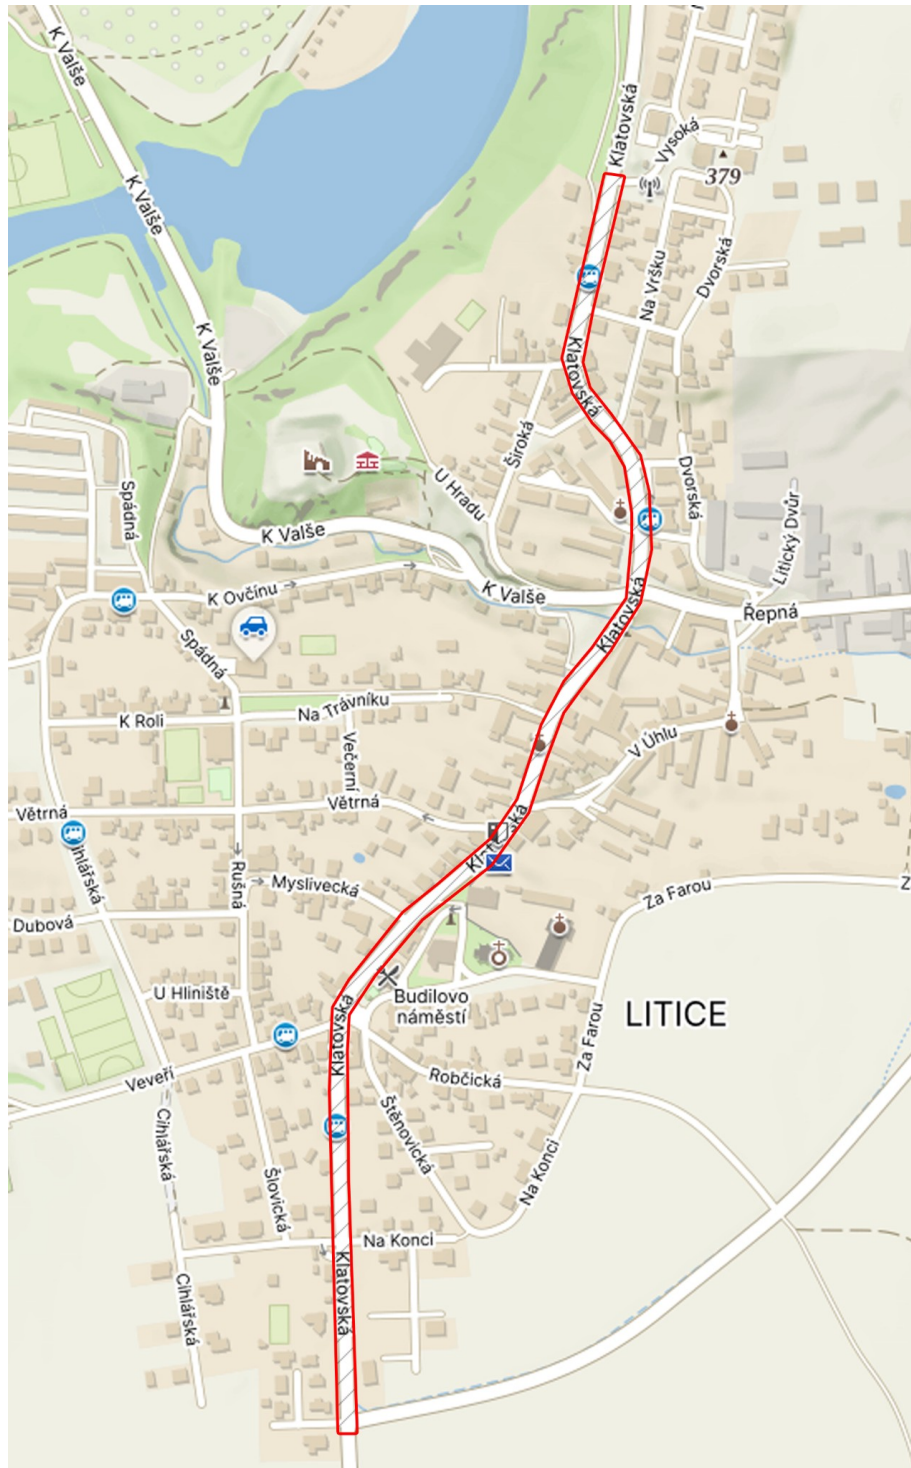 K Valše
Klatovská
Vysoká
379
K Valše
Dvorská
Na Vršku
K Valše
Klatovská
Široká
U Hradu
Dvorská
Spádná
Litický Dvůr
K Valše
K Ovčínu
K Valše
Klatovská
Řepná
Spádná
Na Trávníku
K Roli
Večerní
V Úhlu
Větrná
Větrná
Klatovská
Cihlářská
Rušná
Myslivecká
Za Farou
Dubová
U Hliniště
Budilovo
náměstí
LITICE
Klatovská
Za Farou
Veveří
Robčická
Cihlářská
Štěnovická
Na Konci
Šlovická
Na Konci
Klatovská
Cihlářská